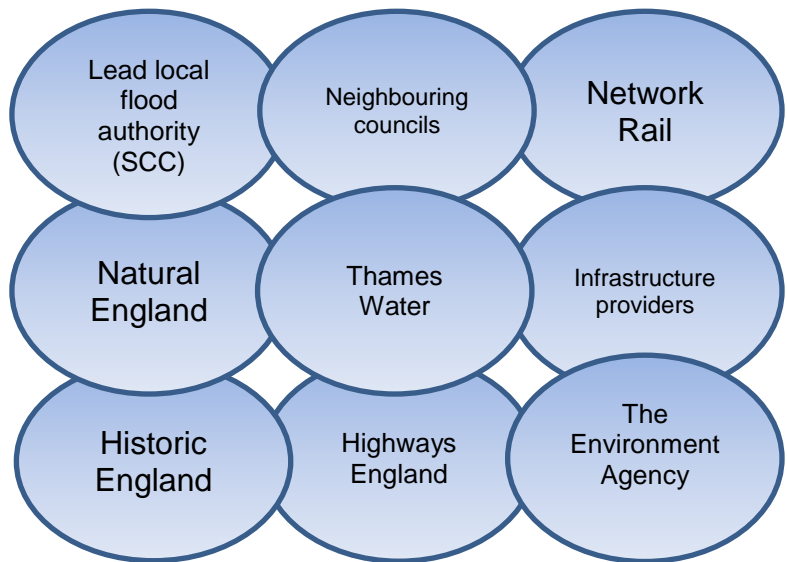 Lead local
flood
authority
(SCC)
Neighbouring
councils
Network
Rail
Natural
England
Thames
Water
Infrastructure
providers
Historic
England
Highways
England
The
Environment
Agency